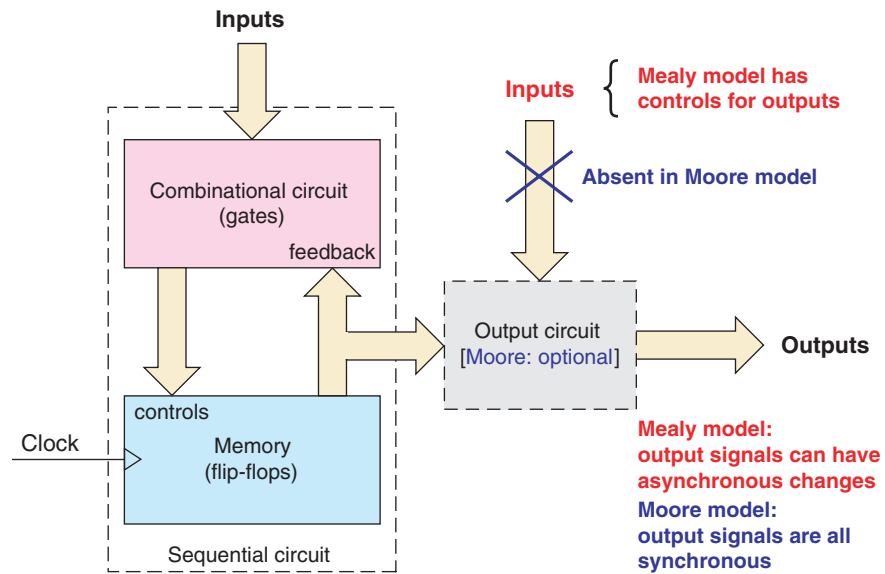 Inputs
Inputs
Mealy model has
controls for outputs
Absent in Moore model
Combinational circuit
(gates)
feedback
Output circuit
[Moore: optional]
Outputs
controls
Memory
(flip-flops)
Clock
Sequential circuit
Mealy model:
output signals can have
asynchronous changes
Moore model:
output signals are all
synchronous